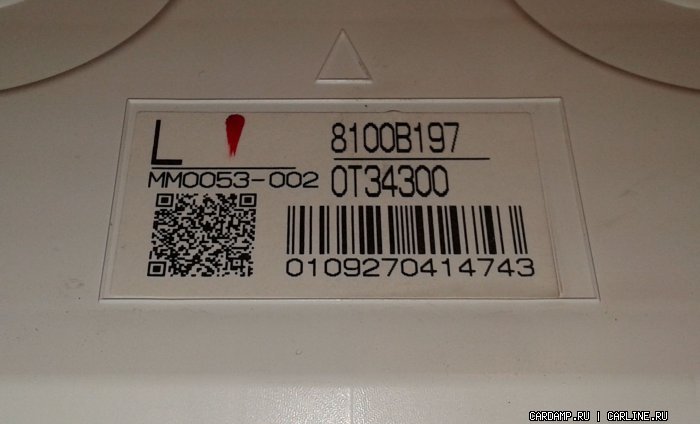 L
8100B197
MM0053-002
0T34300
0109270414743
CARDAMP.RU | CARLINE.RU